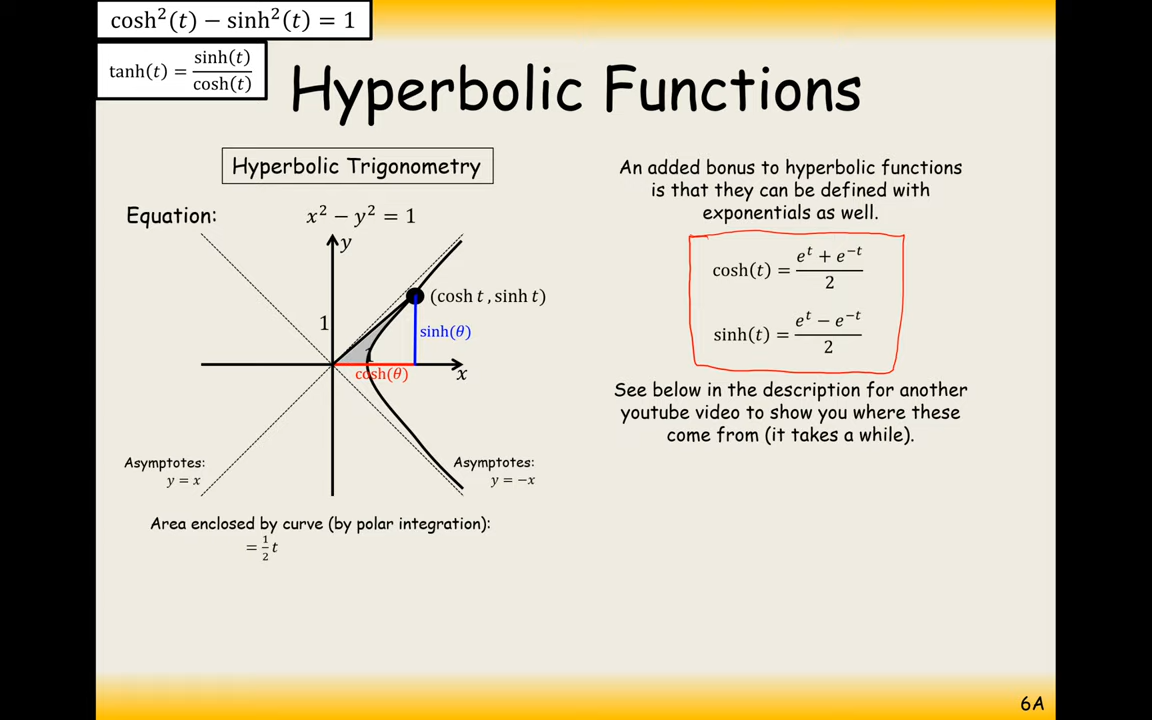 cosh²(t) − sinh²(t) = 1
tanh(t) = sinh(t)/cosh(t)
Hyperbolic Functions
Hyperbolic Trigonometry
Equation: x² − y² = 1
y
(cosh t , sinh t)
1
sinh(θ)
1
cosh(θ)
x
Asymptotes:
y = x
Asymptotes:
y = −x
Area enclosed by curve (by polar integration):
= ½t
An added bonus to hyperbolic functions
is that they can be defined with
exponentials as well.
cosh(t) = (eᵗ + e⁻ᵗ)/2
sinh(t) = (eᵗ − e⁻ᵗ)/2
See below in the description for another
youtube video to show you where these
come from (it takes a while).
6A